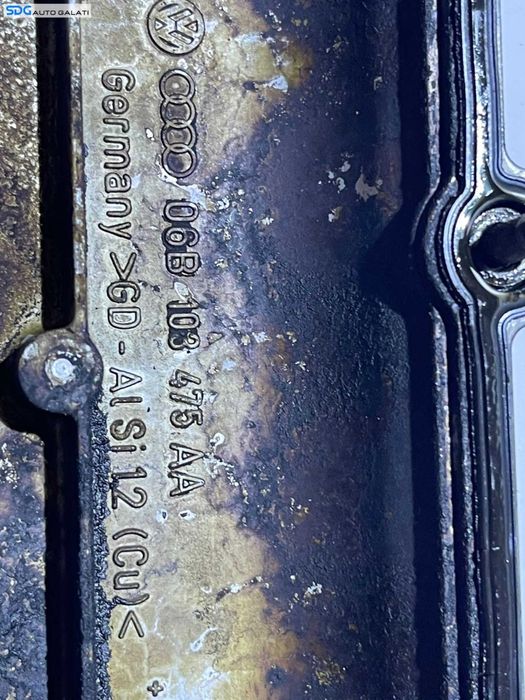 SDG AUTO GALATI
06B 103 475 AA
Germany >GD-AlSi12(Cu)<